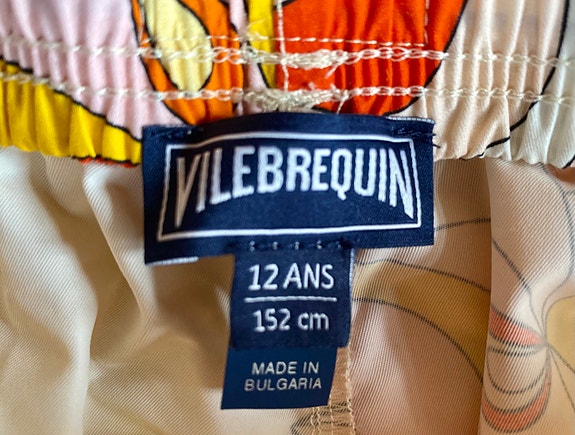 VILEBREQUIN
12 ANS
152 cm
MADE IN
BULGARIA